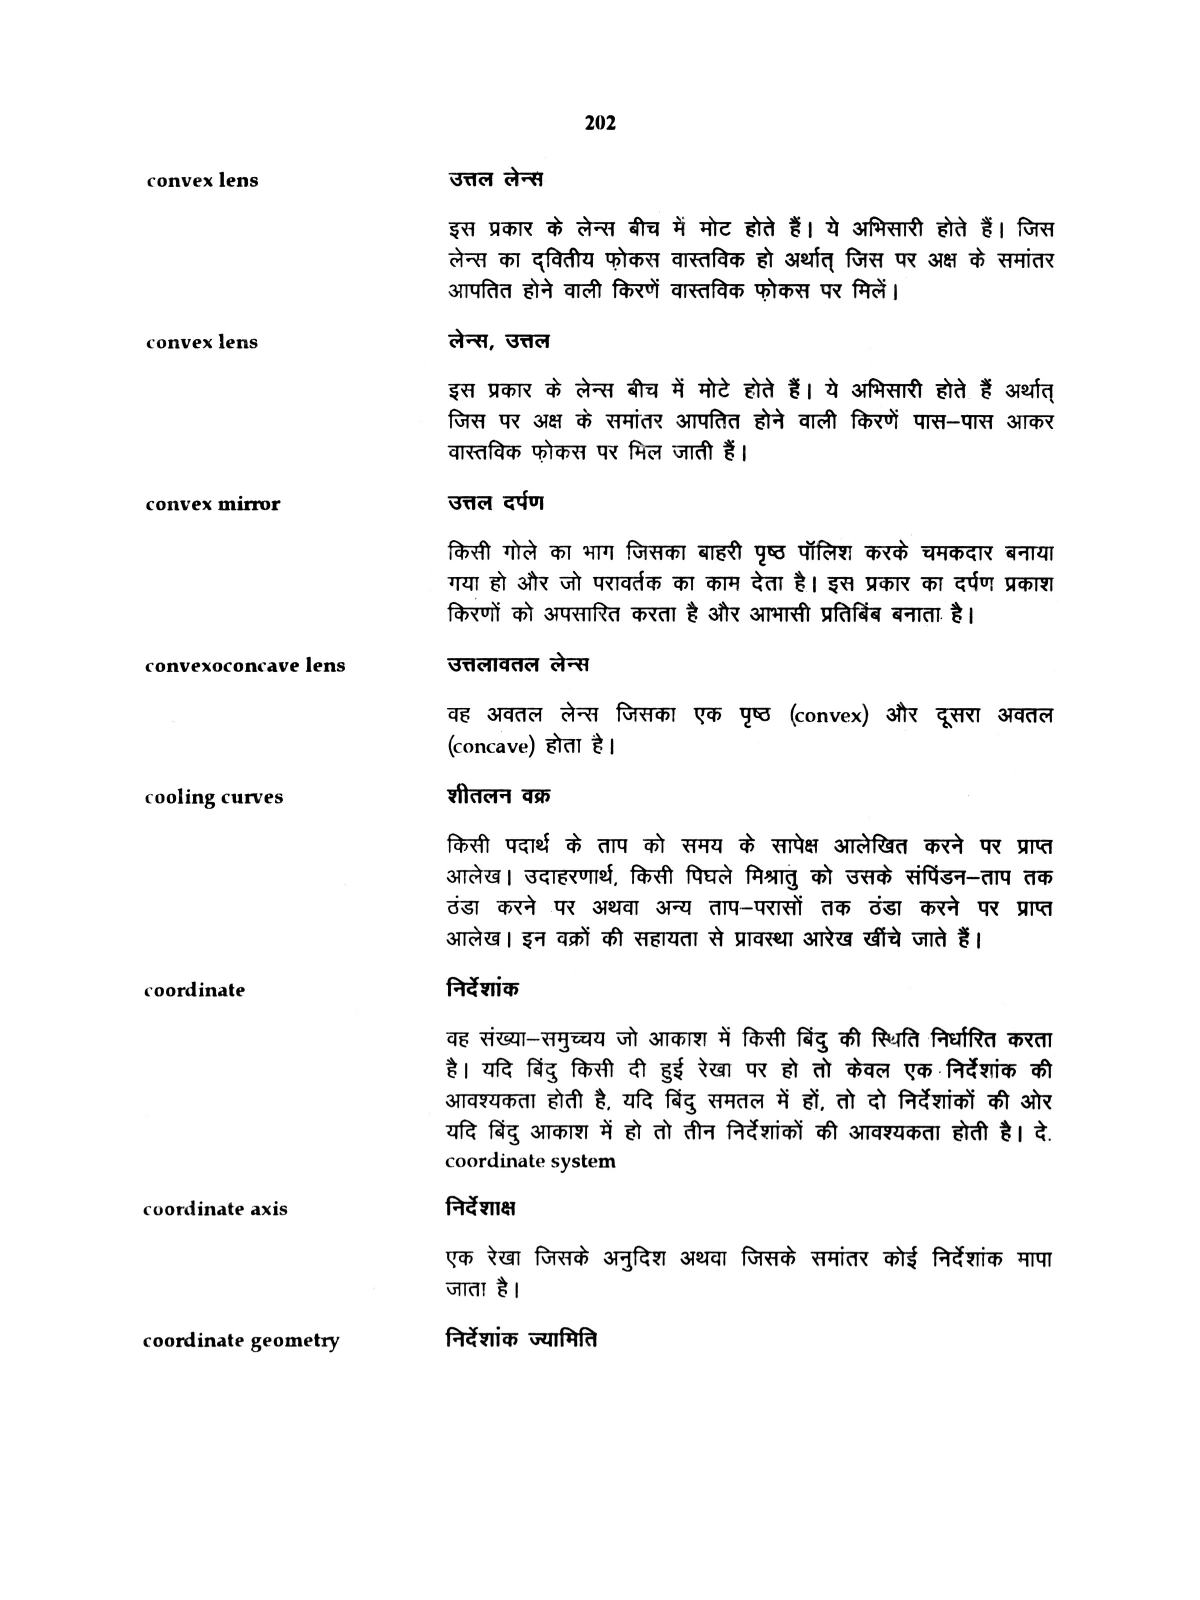 202
convex lens उत्तल लेन्स
इस प्रकार के लेन्स बीच में मोट होते हैं। ये अभिसारी होते हैं। जिस
लेन्स का द्वितीय फ़ोकस वास्तविक हो अर्थात् जिस पर अक्ष के समांतर
आपतित होने वाली किरणें वास्तविक फ़ोकस पर मिलें।
convex lens लेन्स, उत्तल
इस प्रकार के लेन्स बीच में मोटे होते हैं। ये अभिसारी होते हैं अर्थात्
जिस पर अक्ष के समांतर आपतित होने वाली किरणें पास–पास आकर
वास्तविक फ़ोकस पर मिल जाती हैं।
convex mirror उत्तल दर्पण
किसी गोले का भाग जिसका बाहरी पृष्ठ पॉलिश करके चमकदार बनाया
गया हो और जो परावर्तक का काम देता है। इस प्रकार का दर्पण प्रकाश
किरणों को अपसारित करता है और आभासी प्रतिबिंब बनाता है।
convexoconcave lens उत्तलावतल लेन्स
वह अवतल लेन्स जिसका एक पृष्ठ (convex) और दूसरा अवतल
(concave) होता है।
cooling curves शीतलन वक्र
किसी पदार्थ के ताप को समय के सापेक्ष आलेखित करने पर प्राप्त
आलेख। उदाहरणार्थ, किसी पिघले मिश्रातु को उसके संपिंडन–ताप तक
ठंडा करने पर अथवा अन्य ताप–परासों तक ठंडा करने पर प्राप्त
आलेख। इन वक्रों की सहायता से प्रावस्था आरेख खींचे जाते हैं।
coordinate निर्देशांक
वह संख्या–समुच्चय जो आकाश में किसी बिंदु की स्थिति निर्धारित करता
है। यदि बिंदु किसी दी हुई रेखा पर हो तो केवल एक निर्देशांक की
आवश्यकता होती है, यदि बिंदु समतल में हों, तो दो निर्देशांकों की ओर
यदि बिंदु आकाश में हो तो तीन निर्देशांकों की आवश्यकता होती है। दे.
coordinate system
coordinate axis निर्देशाक्ष
एक रेखा जिसके अनुदिश अथवा जिसके समांतर कोई निर्देशांक मापा
जाता है।
coordinate geometry निर्देशांक ज्यामिति